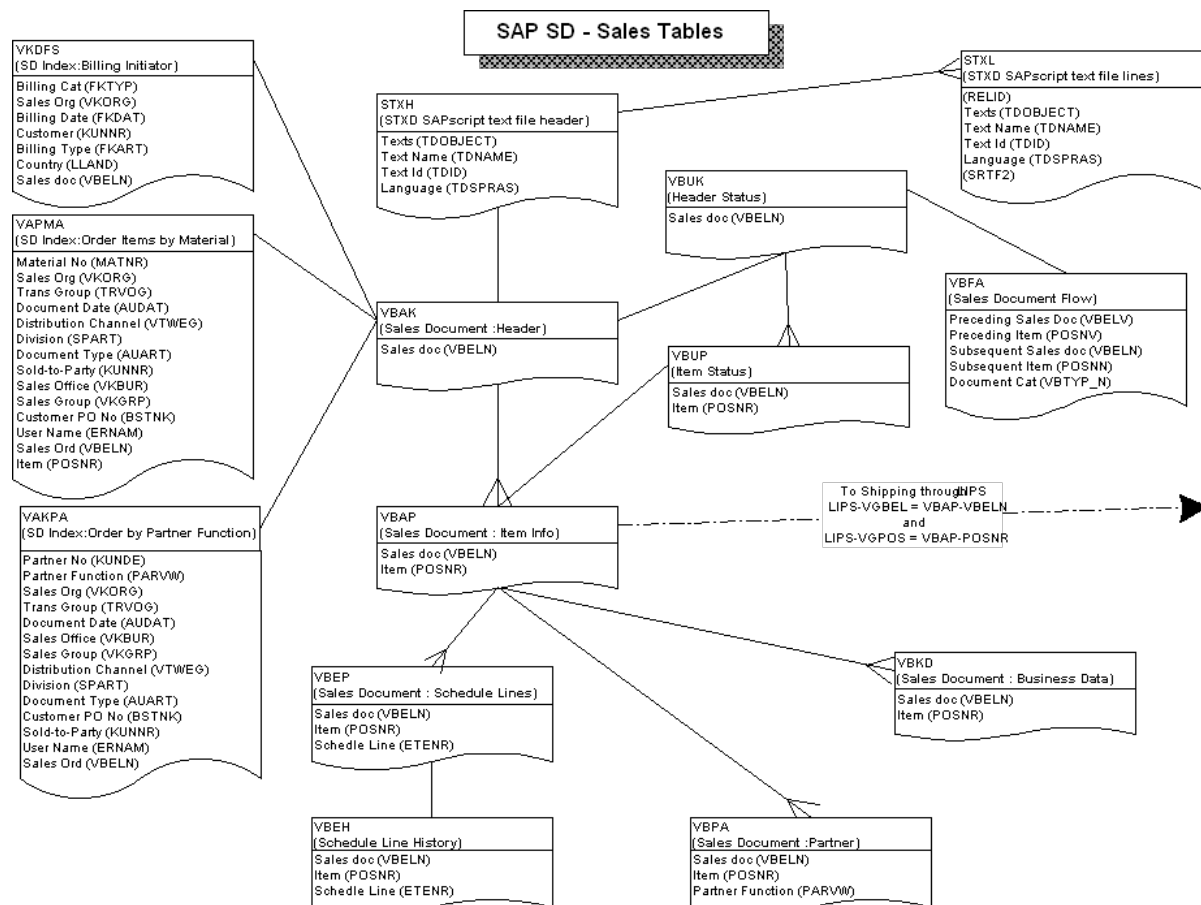 SAP SD - Sales Tables
VKDFS
(SD Index:Billing Initiator)
Billing Cat (FKTYP)
Sales Org (VKORG)
Billing Date (FKDAT)
Customer (KUNNR)
Billing Type (FKART)
Country (LLAND)
Sales doc (VBELN)
VAPMA
(SD Index:Order Items by Material)
Material No (MATNR)
Sales Org (VKORG)
Trans Group (TRVOG)
Document Date (AUDAT)
Distribution Channel (VTWEG)
Division (SPART)
Document Type (AUART)
Sold-to-Party (KUNNR)
Sales Office (VKBUR)
Sales Group (VKGRP)
Customer PO No (BSTNK)
User Name (ERNAM)
Sales Ord (VBELN)
Item (POSNR)
VAKPA
(SD Index:Order by Partner Function)
Partner No (KUNDE)
Partner Function (PARVW)
Sales Org (VKORG)
Trans Group (TRVOG)
Document Date (AUDAT)
Sales Office (VKBUR)
Sales Group (VKGRP)
Distribution Channel (VTWEG)
Division (SPART)
Document Type (AUART)
Customer PO No (BSTNK)
Sold-to-Party (KUNNR)
User Name (ERNAM)
Sales Ord (VBELN)
STXH
(STXD SAPscript text file header)
Texts (TDOBJECT)
Text Name (TDNAME)
Text Id (TDID)
Language (TDSPRAS)
STXL
(STXD SAPscript text file lines)
(RELID)
Texts (TDOBJECT)
Text Name (TDNAME)
Text Id (TDID)
Language (TDSPRAS)
(SRTF2)
VBUK
(Header Status)
Sales doc (VBELN)
VBFA
(Sales Document Flow)
Preceding Sales Doc (VBELV)
Preceding Item (POSNV)
Subsequent Sales doc (VBELN)
Subsequent Item (POSNN)
Document Cat (VBTYP_N)
VBAK
(Sales Document :Header)
Sales doc (VBELN)
VBUP
(Item Status)
Sales doc (VBELN)
Item (POSNR)
VBAP
(Sales Document : Item Info)
Sales doc (VBELN)
Item (POSNR)
To Shipping through LIPS
LIPS-VGBEL = VBAP-VBELN
and
LIPS-VGPOS = VBAP-POSNR
VBEP
(Sales Document : Schedule Lines)
Sales doc (VBELN)
Item (POSNR)
Schedle Line (ETENR)
VBKD
(Sales Document : Business Data)
Sales doc (VBELN)
Item (POSNR)
VBEH
(Schedule Line History)
Sales doc (VBELN)
Item (POSNR)
Schedle Line (ETENR)
VBPA
(Sales Document :Partner)
Sales doc (VBELN)
Item (POSNR)
Partner Function (PARVW)